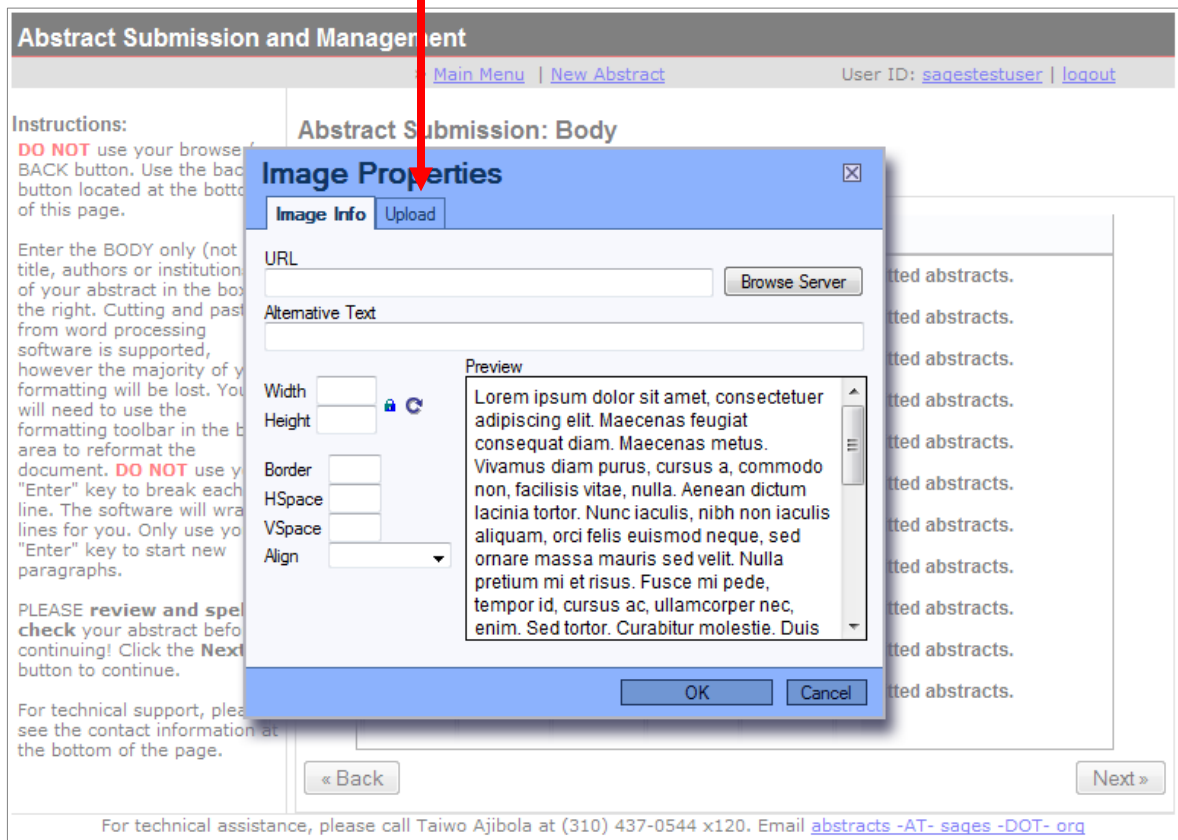 Abstract Submission and Management
» Main Menu | New Abstract
User ID: sagestestuser | logout
Instructions:
DO NOT use your browser
BACK button. Use the bac
button located at the botto
of this page.
Enter the BODY only (not
title, authors or institution
of your abstract in the box
the right. Cutting and past
from word processing
software is supported,
however the majority of y
formatting will be lost. You
will need to use the
formatting toolbar in the b
area to reformat the
document. DO NOT use y
"Enter" key to break each
line. The software will wra
lines for you. Only use yo
"Enter" key to start new
paragraphs.
PLEASE review and spel
check your abstract befo
continuing! Click the Next
button to continue.
For technical support, plea
see the contact information at
the bottom of the page.
Abstract Submission: Body
Image Properties
Image Info
Upload
URL
Browse Server
Alternative Text
Width
Height
Border
HSpace
VSpace
Align
Preview
Lorem ipsum dolor sit amet, consectetuer
adipiscing elit. Maecenas feugiat
consequat diam. Maecenas metus.
Vivamus diam purus, cursus a, commodo
non, facilisis vitae, nulla. Aenean dictum
lacinia tortor. Nunc iaculis, nibh non iaculis
aliquam, orci felis euismod neque, sed
ornare massa mauris sed velit. Nulla
pretium mi et risus. Fusce mi pede,
tempor id, cursus ac, ullamcorper nec,
enim. Sed tortor. Curabitur molestie. Duis
OK
Cancel
tted abstracts.
tted abstracts.
tted abstracts.
tted abstracts.
tted abstracts.
tted abstracts.
tted abstracts.
tted abstracts.
tted abstracts.
tted abstracts.
tted abstracts.
« Back
Next »
For technical assistance, please call Taiwo Ajibola at (310) 437-0544 x120. Email abstracts -AT- sages -DOT- org